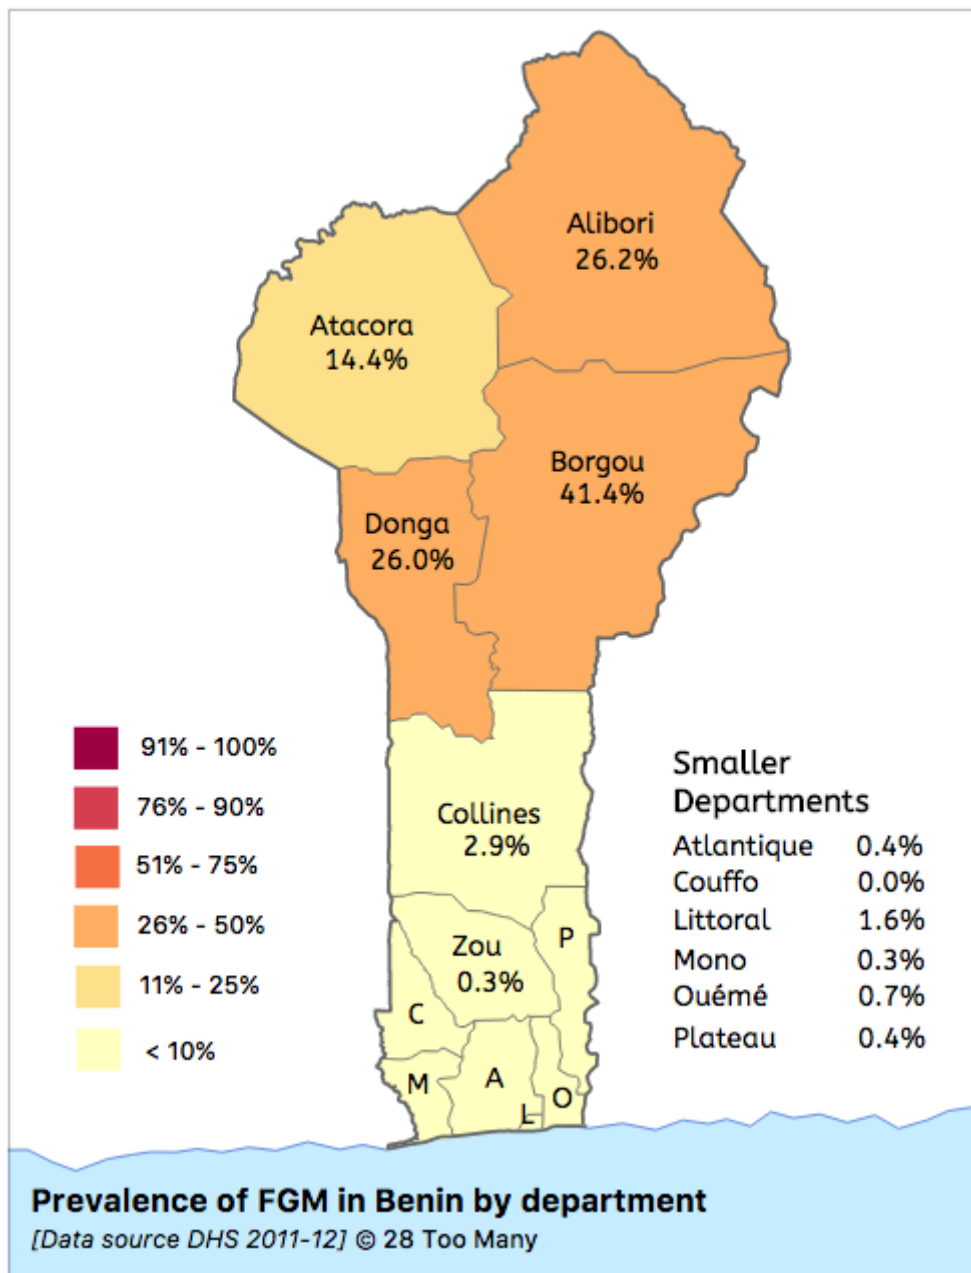 Alibori
26.2%
Atacora
14.4%
Borgou
41.4%
Donga
26.0%
Collines
2.9%
Zou
0.3%
P
C
M
A
L
O
91% - 100%
76% - 90%
51% - 75%
26% - 50%
11% - 25%
< 10%
Smaller
Departments
Atlantique 0.4%
Couffo 0.0%
Littoral 1.6%
Mono 0.3%
Ouémé 0.7%
Plateau 0.4%
Prevalence of FGM in Benin by department
[Data source DHS 2011-12] © 28 Too Many